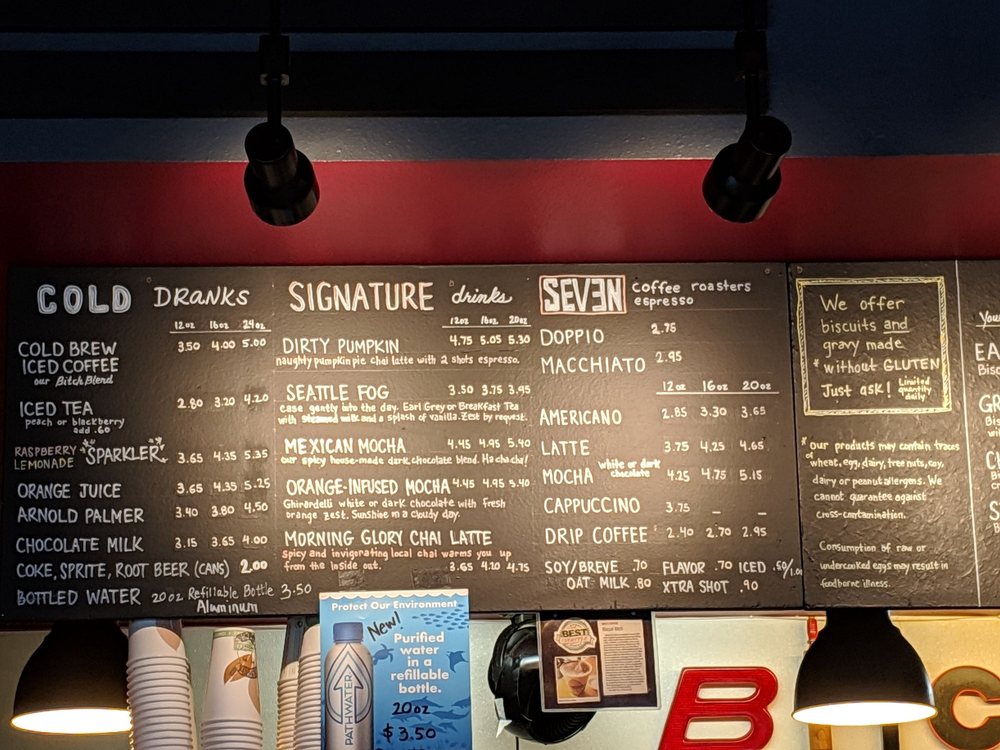 COLD DRANKS
12oz 16oz 24oz
COLD BREW 3.50 4.00 5.00
ICED COFFEE
our Bitch Blend
ICED TEA 2.80 3.20 4.20
peach or blackberry
add .60
RASPBERRY LEMONADE "SPARKLER" 3.65 4.35 5.35
ORANGE JUICE 3.65 4.35 5.25
ARNOLD PALMER 3.40 3.80 4.50
CHOCOLATE MILK 3.15 3.65 4.00
COKE, SPRITE, ROOT BEER (CANS) 2.00
BOTTLED WATER 20oz Refillable Bottle 3.50
Aluminum
SIGNATURE drinks
12oz 16oz 20oz
DIRTY PUMPKIN 4.75 5.05 5.30
naughty pumpkin pie chai latte with 2 shots espresso.
SEATTLE FOG 3.50 3.75 3.95
ease gently into the day. Earl Grey or Breakfast Tea
with steamed milk and a splash of vanilla. Zest by request.
MEXICAN MOCHA 4.45 4.95 5.40
our spicy house-made dark chocolate blend. Ha cha cha!
ORANGE-INFUSED MOCHA 4.45 4.95 5.40
Ghirardelli white or dark chocolate with fresh
orange zest. Sunshine in a cloudy day.
MORNING GLORY CHAI LATTE
Spicy and invigorating local chai warms you up
from the inside out. 3.65 4.20 4.75
SEVEN Coffee roasters
espresso
DOPPIO 2.75
MACCHIATO 2.95
12oz 16oz 20oz
AMERICANO 2.85 3.30 3.65
LATTE 3.75 4.25 4.65
MOCHA white or dark chocolate 4.25 4.75 5.15
CAPPUCCINO 3.75 – –
DRIP COFFEE 2.40 2.70 2.95
SOY/BREVE .70 FLAVOR .70 ICED .50/1.00
OAT MILK .80 XTRA SHOT .90
We offer
biscuits and
gravy made
*without GLUTEN
Just ask! Limited quantity daily
*our products may contain traces
of wheat, egg, dairy, tree nuts, soy,
dairy or peanut allergens. We
cannot guarantee against
cross-contamination.
Consumption of raw or
undercooked eggs may result in
foodborne illness.
Protect Our Environment
New!
Purified
water
in a
refillable
bottle.
20oz
$3.50
PATHWATER
BEST
B
C